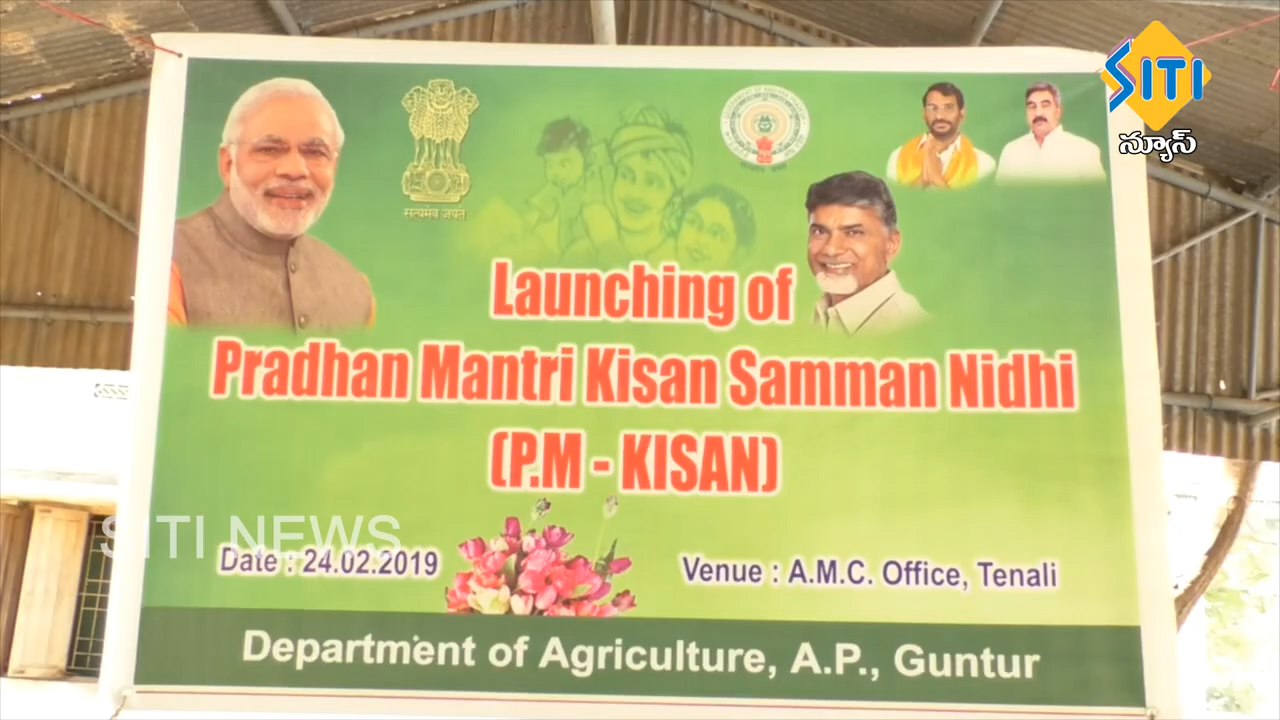 SITI
న్యూస్
सत्यमेव जयते
Launching of
Pradhan Mantri Kisan Samman Nidhi
(P.M - KISAN)
SITI NEWS
Date : 24.02.2019
Venue : A.M.C. Office, Tenali
Department of Agriculture, A.P., Guntur